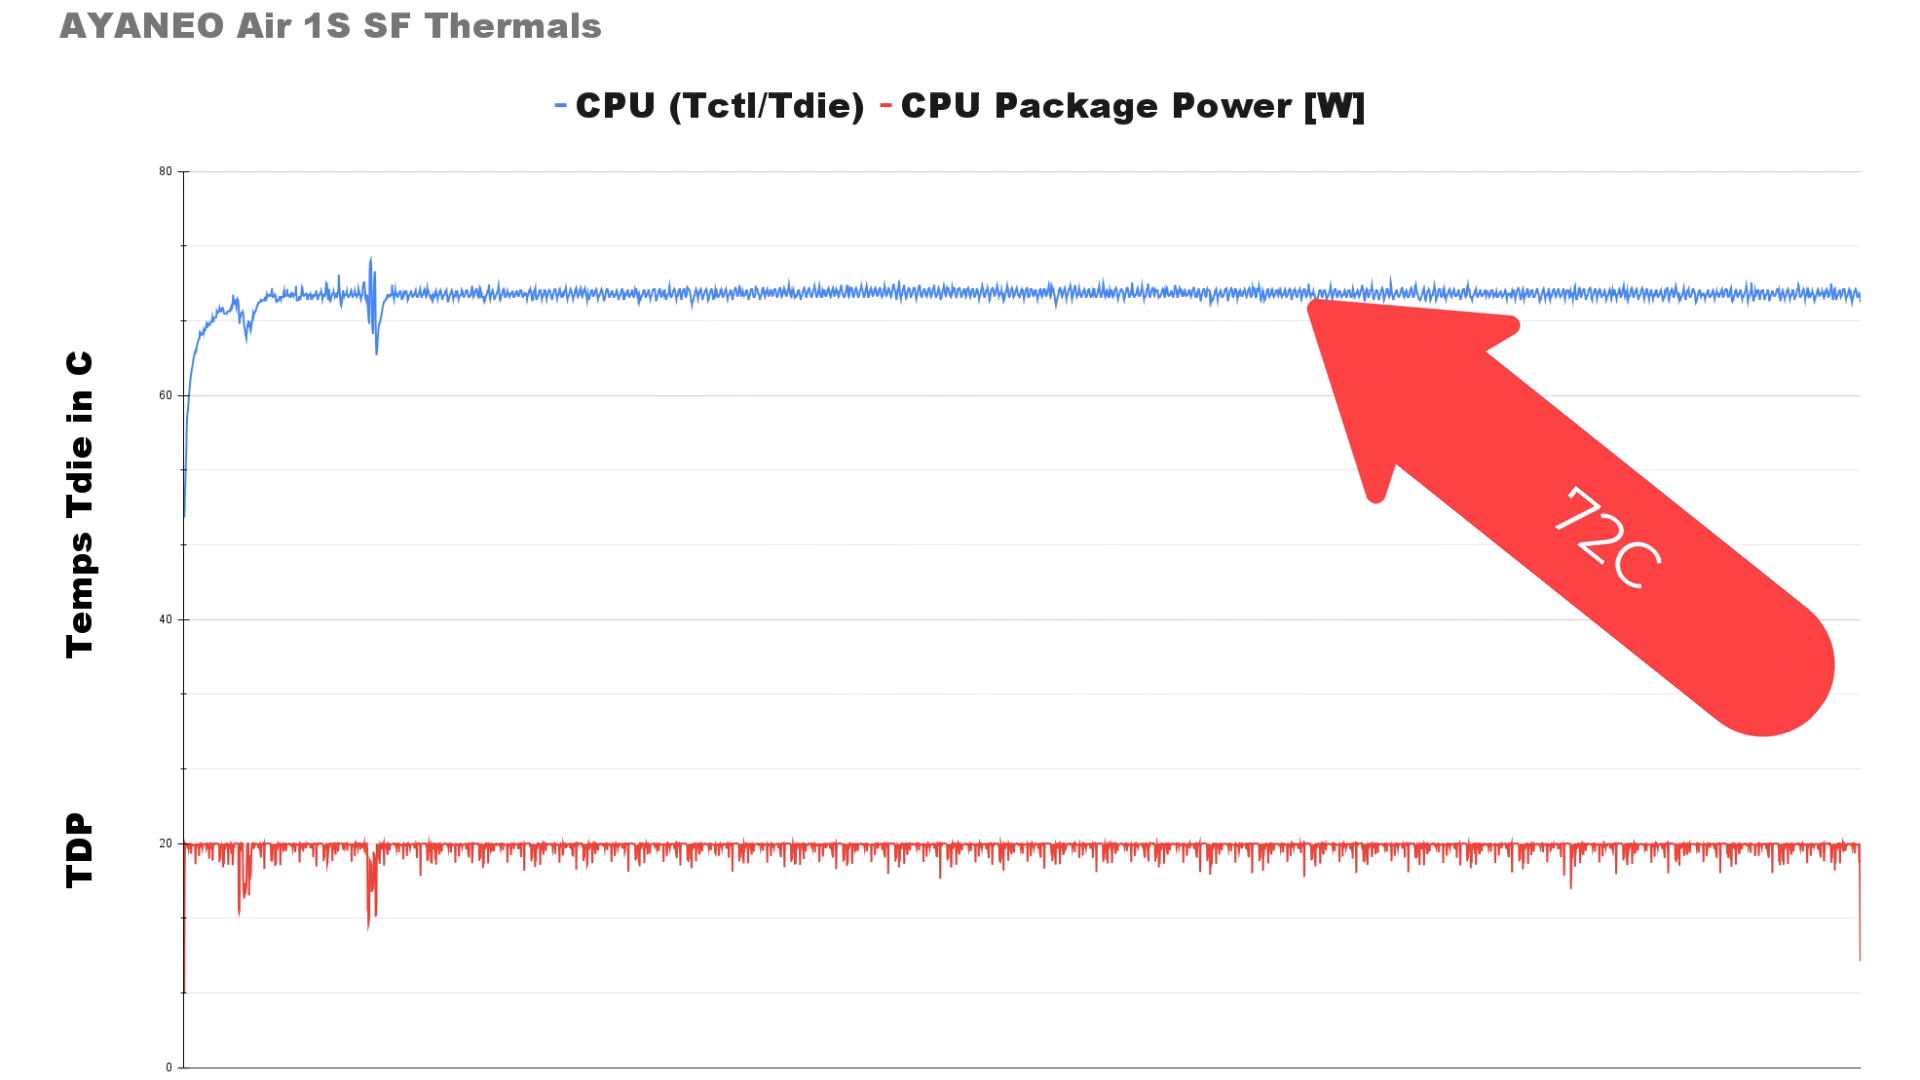 AYANEO Air 1S SF Thermals
CPU (Tctl/Tdie)
CPU Package Power [W]
80
60
40
20
0
Temps Tdie in C
TDP
72C